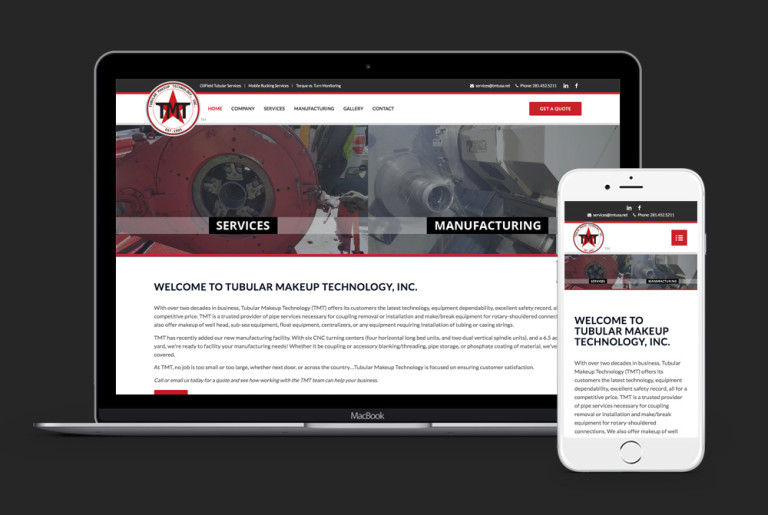 OilField Tubular Services | Mobile Bucking Services | Torque vs. Turn Monitoring
services@tmtusa.net Phone: 281.452.5211
TUBULAR MAKEUP TECHNOLOGY, INC.
TMT
EST. 1990
HOME COMPANY SERVICES MANUFACTURING GALLERY CONTACT
GET A QUOTE
SERVICES
MANUFACTURING
WELCOME TO TUBULAR MAKEUP TECHNOLOGY, INC.
With over two decades in business, Tubular Makeup Technology (TMT) offers its customers the latest technology, equipment dependability, excellent safety record, al
competitive price. TMT is a trusted provider of pipe services necessary for coupling removal or installation and make/break equipment for rotary-shouldered connec
also offer makeup of well head, sub-sea equipment, float equipment, centralizers, or any equipment requiring installation of tubing or casing strings.
TMT has recently added our new manufacturing facility. With six CNC turning centers (four horizontal long bed units, and two dual vertical spindle units), and a 6.5 ac
yard, we're ready to facility your manufacturing needs! Whether it be coupling or accessory blanking/threading, pipe storage, or phosphate coating of material, we've
covered.
At TMT, no job is too small or too large, whether next door, or across the country...Tubular Makeup Technology is focused on ensuring customer satisfaction.
Call or email us today for a quote and see how working with the TMT team can help your business.
MacBook
services@tmtusa.net Phone: 281.452.5211
TMT
SERVICES
MANUFACTURING
WELCOME TO
TUBULAR MAKEUP
TECHNOLOGY, INC.
With over two decades in business, Tubular
Makeup Technology (TMT) offers its
customers the latest technology, equipment
dependability, excellent safety record, all for a
competitive price. TMT is a trusted provider
of pipe services necessary for coupling
removal or installation and make/break
equipment for rotary-shouldered
connections. We also offer makeup of well